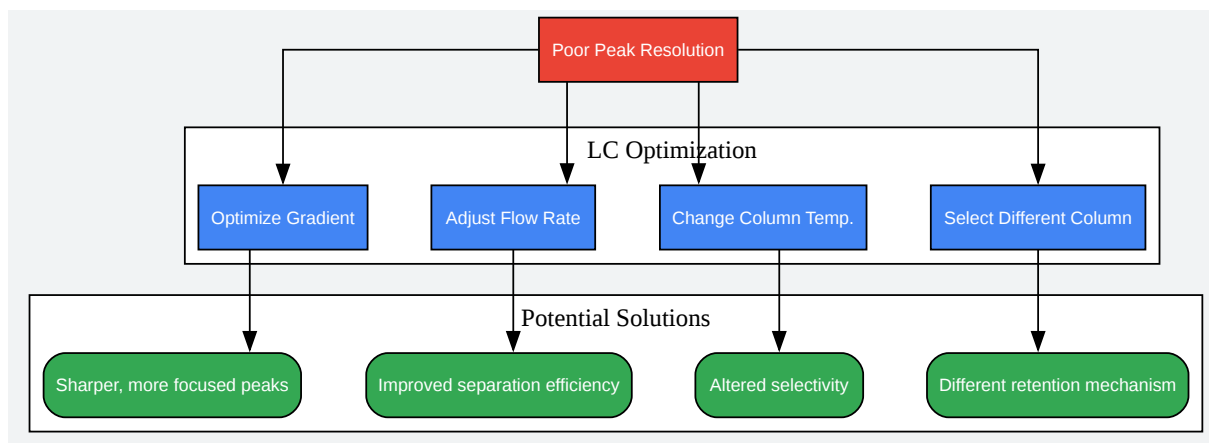 Poor Peak Resolution
LC Optimization
Optimize Gradient
Adjust Flow Rate
Change Column Temp.
Select Different Column
Potential Solutions
Sharper, more focused peaks
Improved separation efficiency
Altered selectivity
Different retention mechanism